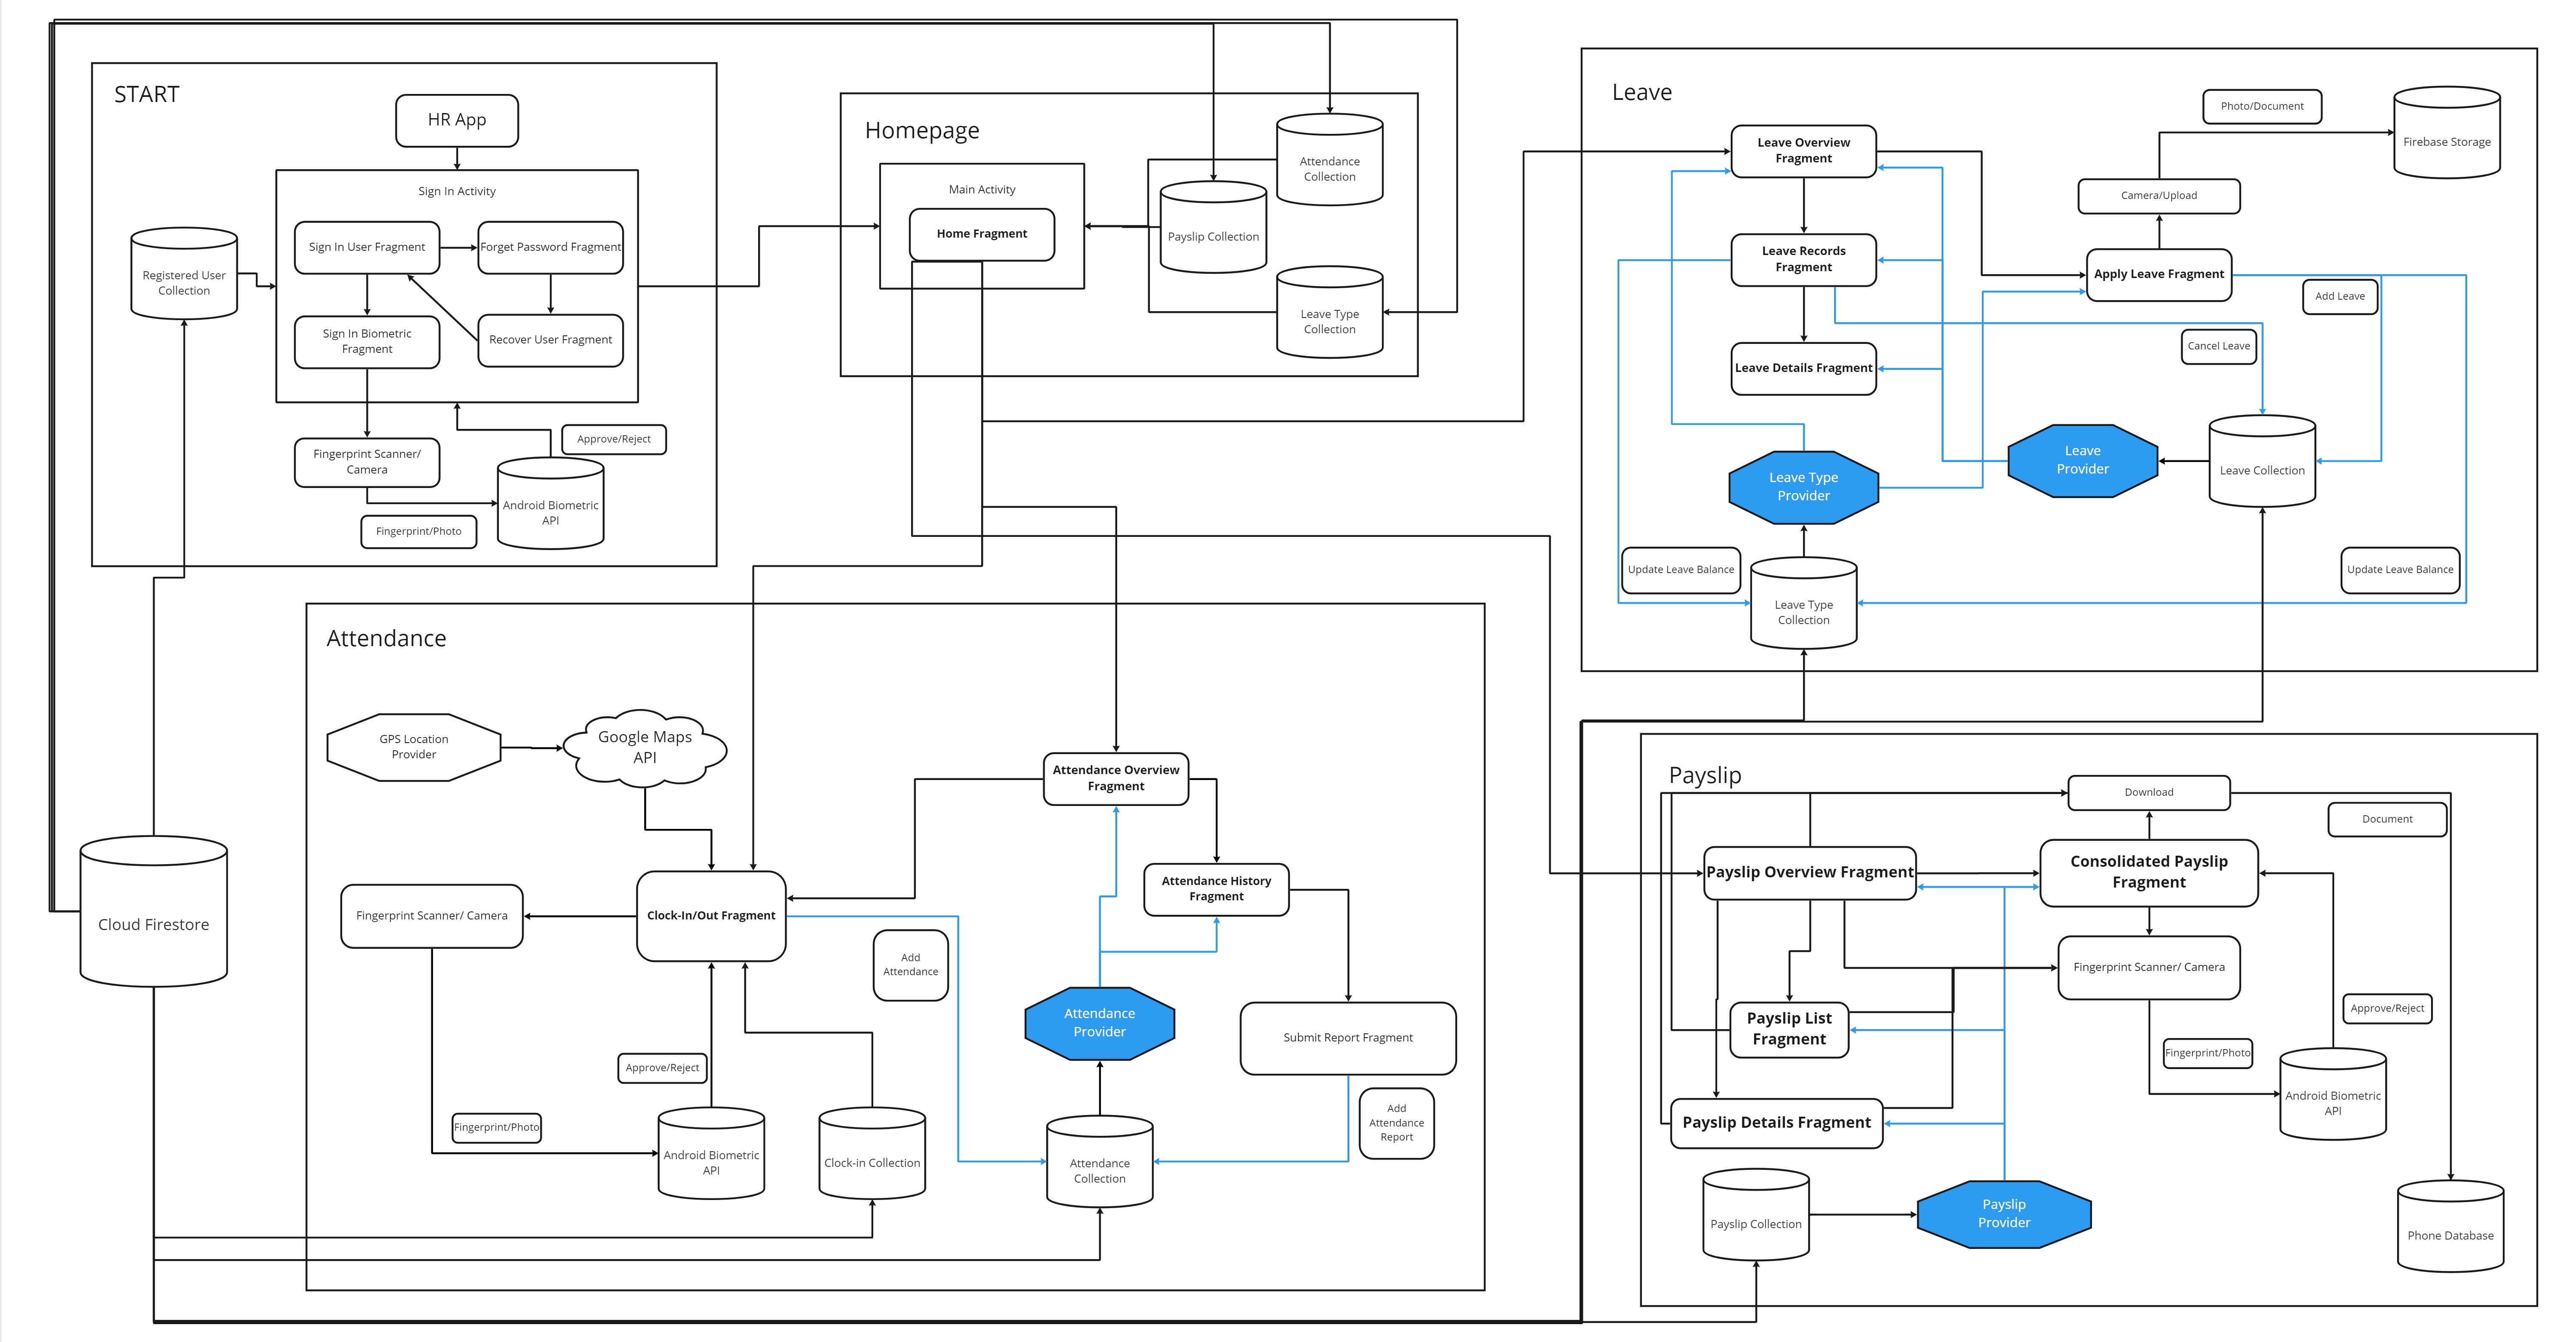 START
HR App
Sign In Activity
Sign In User Fragment
Forget Password Fragment
Registered User
Collection
Sign In Biometric
Fragment
Recover User Fragment
Fingerprint Scanner/
Camera
Approve/Reject
Android Biometric
API
Fingerprint/Photo
Homepage
Main Activity
Home Fragment
Attendance
Collection
Payslip Collection
Leave Type
Collection
Leave
Leave Overview
Fragment
Photo/Document
Firebase Storage
Camera/Upload
Leave Records
Fragment
Apply Leave Fragment
Add Leave
Cancel Leave
Leave Details Fragment
Leave Type
Provider
Leave
Provider
Leave Collection
Update Leave Balance
Leave Type
Collection
Update Leave Balance
Cloud Firestore
Attendance
GPS Location
Provider
Google Maps
API
Attendance Overview
Fragment
Attendance History
Fragment
Fingerprint Scanner/ Camera
Clock-In/Out Fragment
Add
Attendance
Attendance
Provider
Submit Report Fragment
Approve/Reject
Fingerprint/Photo
Android Biometric
API
Clock-in Collection
Attendance
Collection
Add
Attendance
Report
Payslip
Download
Document
Payslip Overview Fragment
Consolidated Payslip
Fragment
Fingerprint Scanner/ Camera
Payslip List
Fragment
Approve/Reject
Fingerprint/Photo
Android Biometric
API
Payslip Details Fragment
Payslip Collection
Payslip
Provider
Phone Database